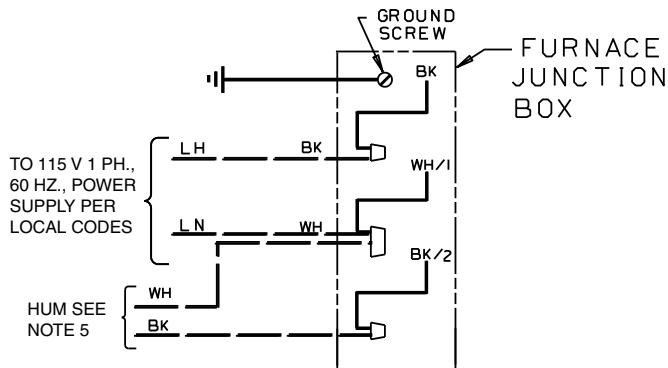 GROUND
SCREW
FURNACE
JUNCTION
BOX
BK
TO 115 V 1 PH.,
60 HZ., POWER
SUPPLY PER
LOCAL CODES
LH
BK
WH/1
LN
WH
BK/2
HUM SEE
NOTE 5
WH
BK